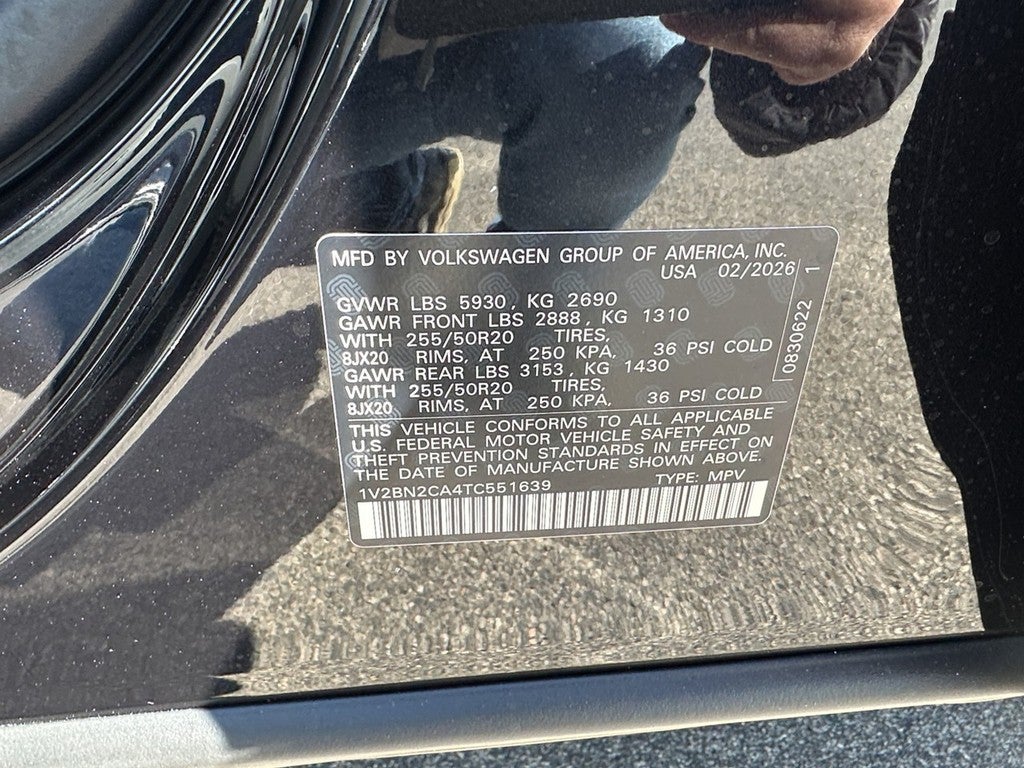 MFD BY VOLKSWAGEN GROUP OF AMERICA, INC.
USA 02/2026
GVWR LBS 5930, KG 2690
GAWR FRONT LBS 2888, KG 1310
WITH 255/50R20 TIRES,
8JX20 RIMS, AT 250 KPA, 36 PSI COLD
GAWR REAR LBS 3153, KG 1430
WITH 255/50R20 TIRES,
8JX20 RIMS, AT 250 KPA, 36 PSI COLD
THIS VEHICLE CONFORMS TO ALL APPLICABLE
U.S. FEDERAL MOTOR VEHICLE SAFETY AND
THEFT PREVENTION STANDARDS IN EFFECT ON
THE DATE OF MANUFACTURE SHOWN ABOVE.
1V2BN2CA4TC551639 TYPE: MPV
0830622 1